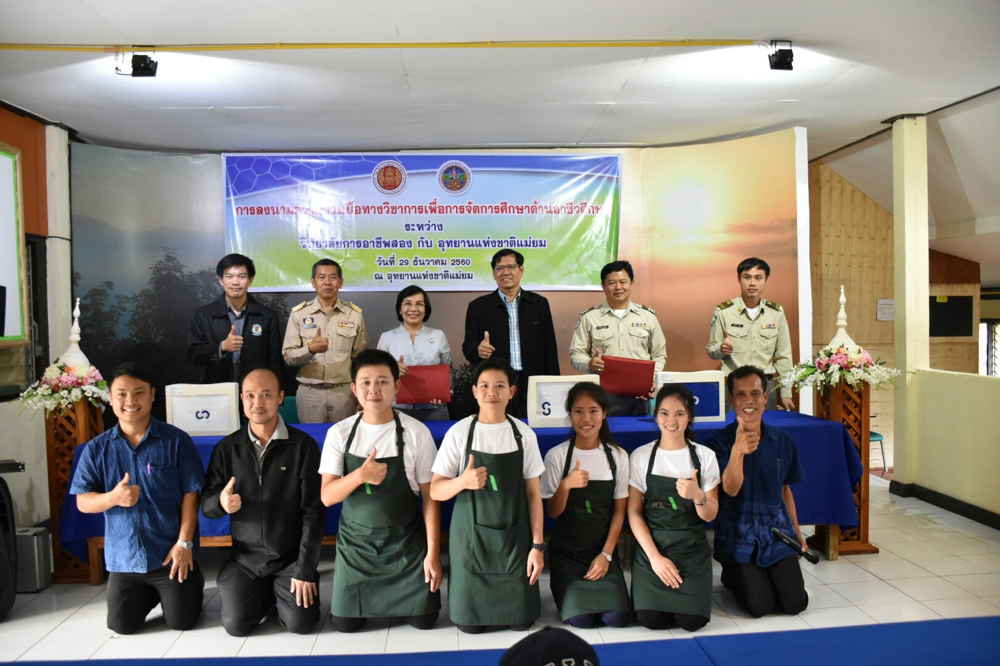 การลงนามความร่วมมือทางวิชาการเพื่อการจัดการศึกษาด้านอาชีวศึกษา
ระหว่าง
วิทยาลัยการอาชีพสอง กับ อุทยานแห่งชาติแม่ยม
วันที่ 29 ธันวาคม 2560
ณ อุทยานแห่งชาติแม่ยม
M'L